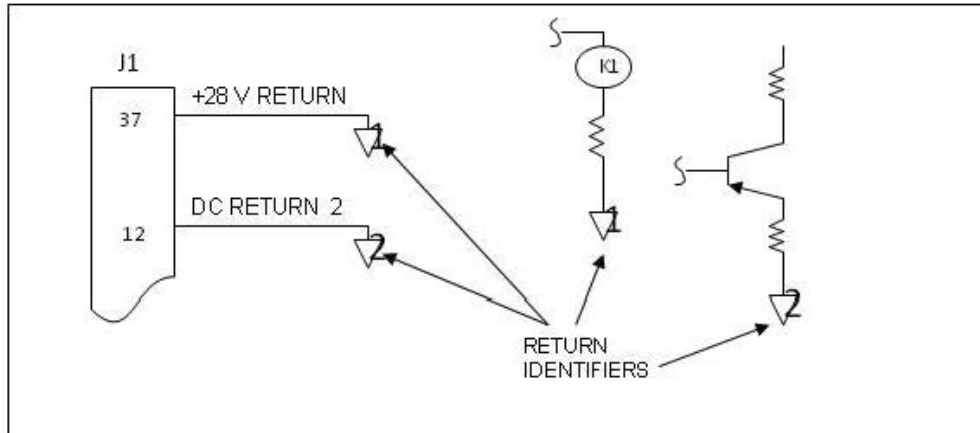 J1
37
+28 V RETURN
1
12
DC RETURN 2
2
K1
1
2
RETURN
IDENTIFIERS